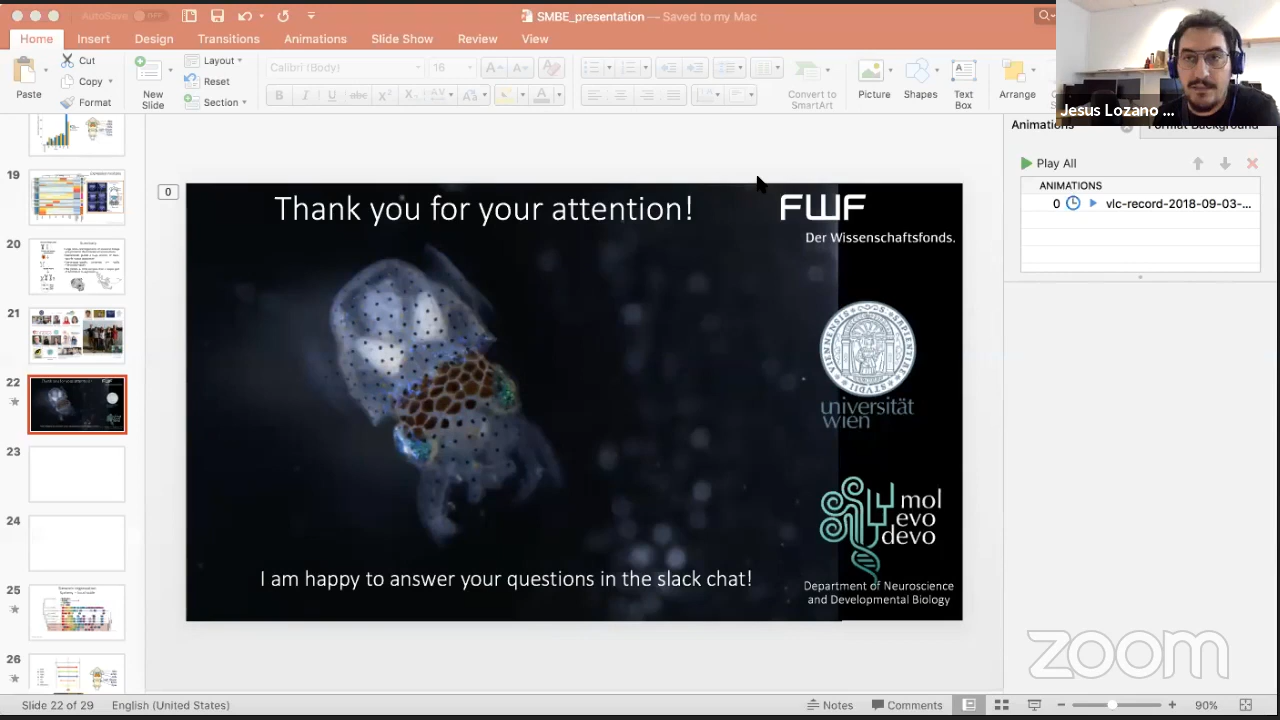 AutoSave OFF
SMBE_presentation — Saved to my Mac
Home Insert Design Transitions Animations Slide Show Review View
Paste
Cut
Copy
Format
New
Slide
Layout
Reset
Section
Calibri (Body) 16
B I U abc
Convert to
SmartArt
Picture
Shapes
Text
Box
Arrange
Jesus Lozano ...
Animations
Format Background
Play All
ANIMATIONS
0 vlc-record-2018-09-03-...
19
20
21
22
23
24
25
26
0
Thank you for your attention!
FWF
Der Wissenschaftsfonds.
universität
wien
mol
evo
devo
Department of Neuroscience
and Developmental Biology
I am happy to answer your questions in the slack chat!
zoom
Slide 22 of 29 English (United States) Notes Comments 90%